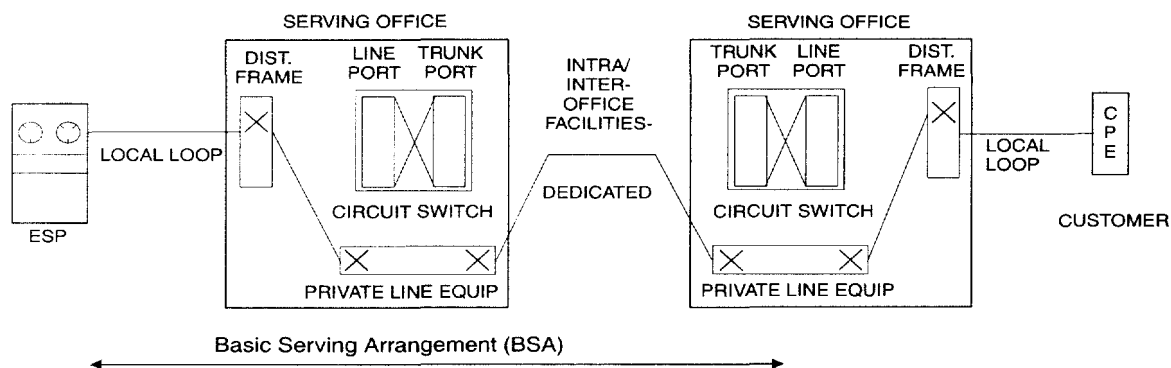 SERVING OFFICE
DIST.
FRAME
LINE
PORT
TRUNK
PORT
CIRCUIT SWITCH
PRIVATE LINE EQUIP
ESP
LOCAL LOOP
INTRA/
INTER-
OFFICE
FACILITIES-
DEDICATED
SERVING OFFICE
TRUNK
PORT
LINE
PORT
DIST.
FRAME
CIRCUIT SWITCH
PRIVATE LINE EQUIP
LOCAL
LOOP
C
P
E
CUSTOMER
Basic Serving Arrangement (BSA)